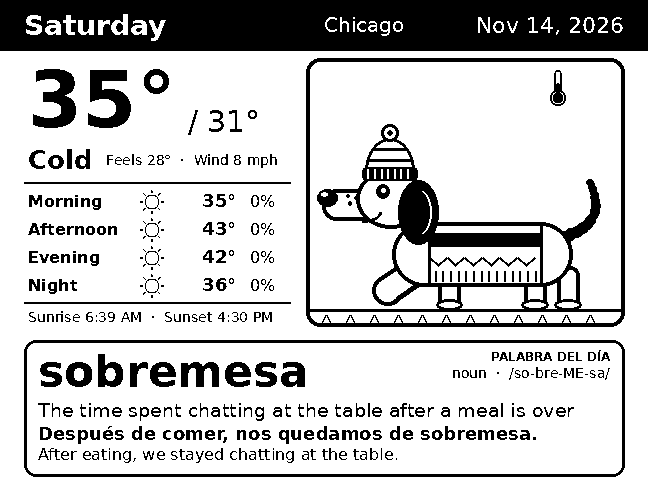 Saturday Chicago Nov 14, 2026
35° / 31°
Cold Feels 28° · Wind 8 mph
Morning 35° 0%
Afternoon 43° 0%
Evening 42° 0%
Night 36° 0%
Sunrise 6:39 AM · Sunset 4:30 PM
sobremesa
PALABRA DEL DÍA
noun · /so-bre-ME-sa/
The time spent chatting at the table after a meal is over
Después de comer, nos quedamos de sobremesa.
After eating, we stayed chatting at the table.